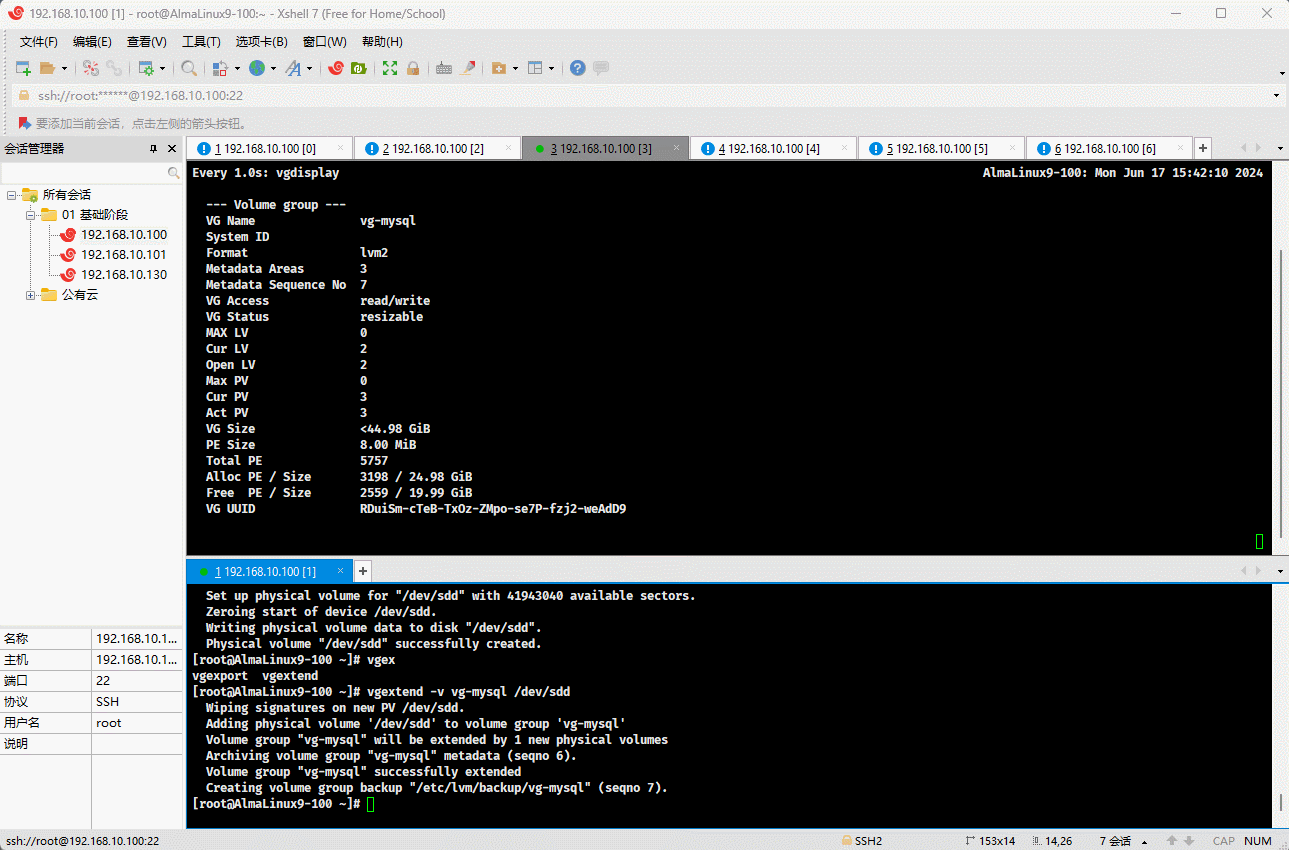 192.168.10.100 [1] - root@AlmaLinux9-100:~ - Xshell 7 (Free for Home/School)
文件(F) 编辑(E) 查看(V) 工具(T) 选项卡(B) 窗口(W) 帮助(H)
ssh://root:******@192.168.10.100:22
要添加当前会话，点击左侧的箭头按钮。
会话管理器
所有会话
01 基础阶段
192.168.10.100
192.168.10.101
192.168.10.130
公有云
名称 192.168.10.1...
主机 192.168.10.1...
端口 22
协议 SSH
用户名 root
说明
1 192.168.10.100 [0] 2 192.168.10.100 [2] 3 192.168.10.100 [3] 4 192.168.10.100 [4] 5 192.168.10.100 [5] 6 192.168.10.100 [6]
Every 1.0s: vgdisplay AlmaLinux9-100: Mon Jun 17 15:42:10 2024
--- Volume group ---
VG Name vg-mysql
System ID
Format lvm2
Metadata Areas 3
Metadata Sequence No 7
VG Access read/write
VG Status resizable
MAX LV 0
Cur LV 2
Open LV 2
Max PV 0
Cur PV 3
Act PV 3
VG Size <44.98 GiB
PE Size 8.00 MiB
Total PE 5757
Alloc PE / Size 3198 / 24.98 GiB
Free PE / Size 2559 / 19.99 GiB
VG UUID RDuiSm-cTeB-TxOz-ZMpo-se7P-fzj2-weAdD9
1 192.168.10.100 [1]
Set up physical volume for "/dev/sdd" with 41943040 available sectors.
Zeroing start of device /dev/sdd.
Writing physical volume data to disk "/dev/sdd".
Physical volume "/dev/sdd" successfully created.
[root@AlmaLinux9-100 ~]# vgex
vgexport vgextend
[root@AlmaLinux9-100 ~]# vgextend -v vg-mysql /dev/sdd
Wiping signatures on new PV /dev/sdd.
Adding physical volume '/dev/sdd' to volume group 'vg-mysql'
Volume group "vg-mysql" will be extended by 1 new physical volumes
Archiving volume group "vg-mysql" metadata (seqno 6).
Volume group "vg-mysql" successfully extended
Creating volume group backup "/etc/lvm/backup/vg-mysql" (seqno 7).
[root@AlmaLinux9-100 ~]#
ssh://root@192.168.10.100:22 SSH2 153x14 14,26 7 会话 CAP NUM